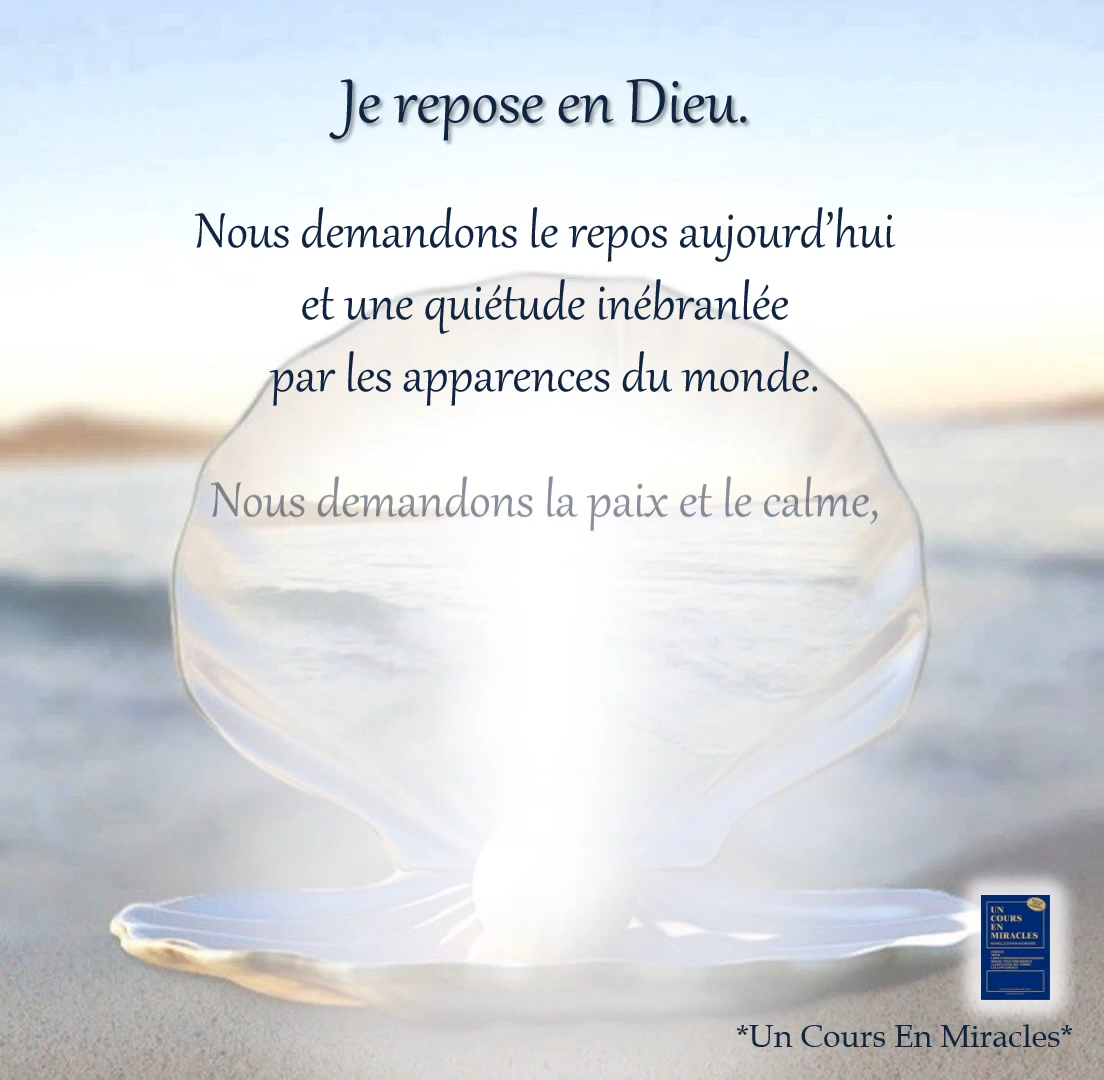 Je repose en Dieu.
Nous demandons le repos aujourd’hui
et une quiétude inébranlée
par les apparences du monde.
Nous demandons la paix et le calme,
UN
COURS
EN
MIRACLES
*Un Cours En Miracles*